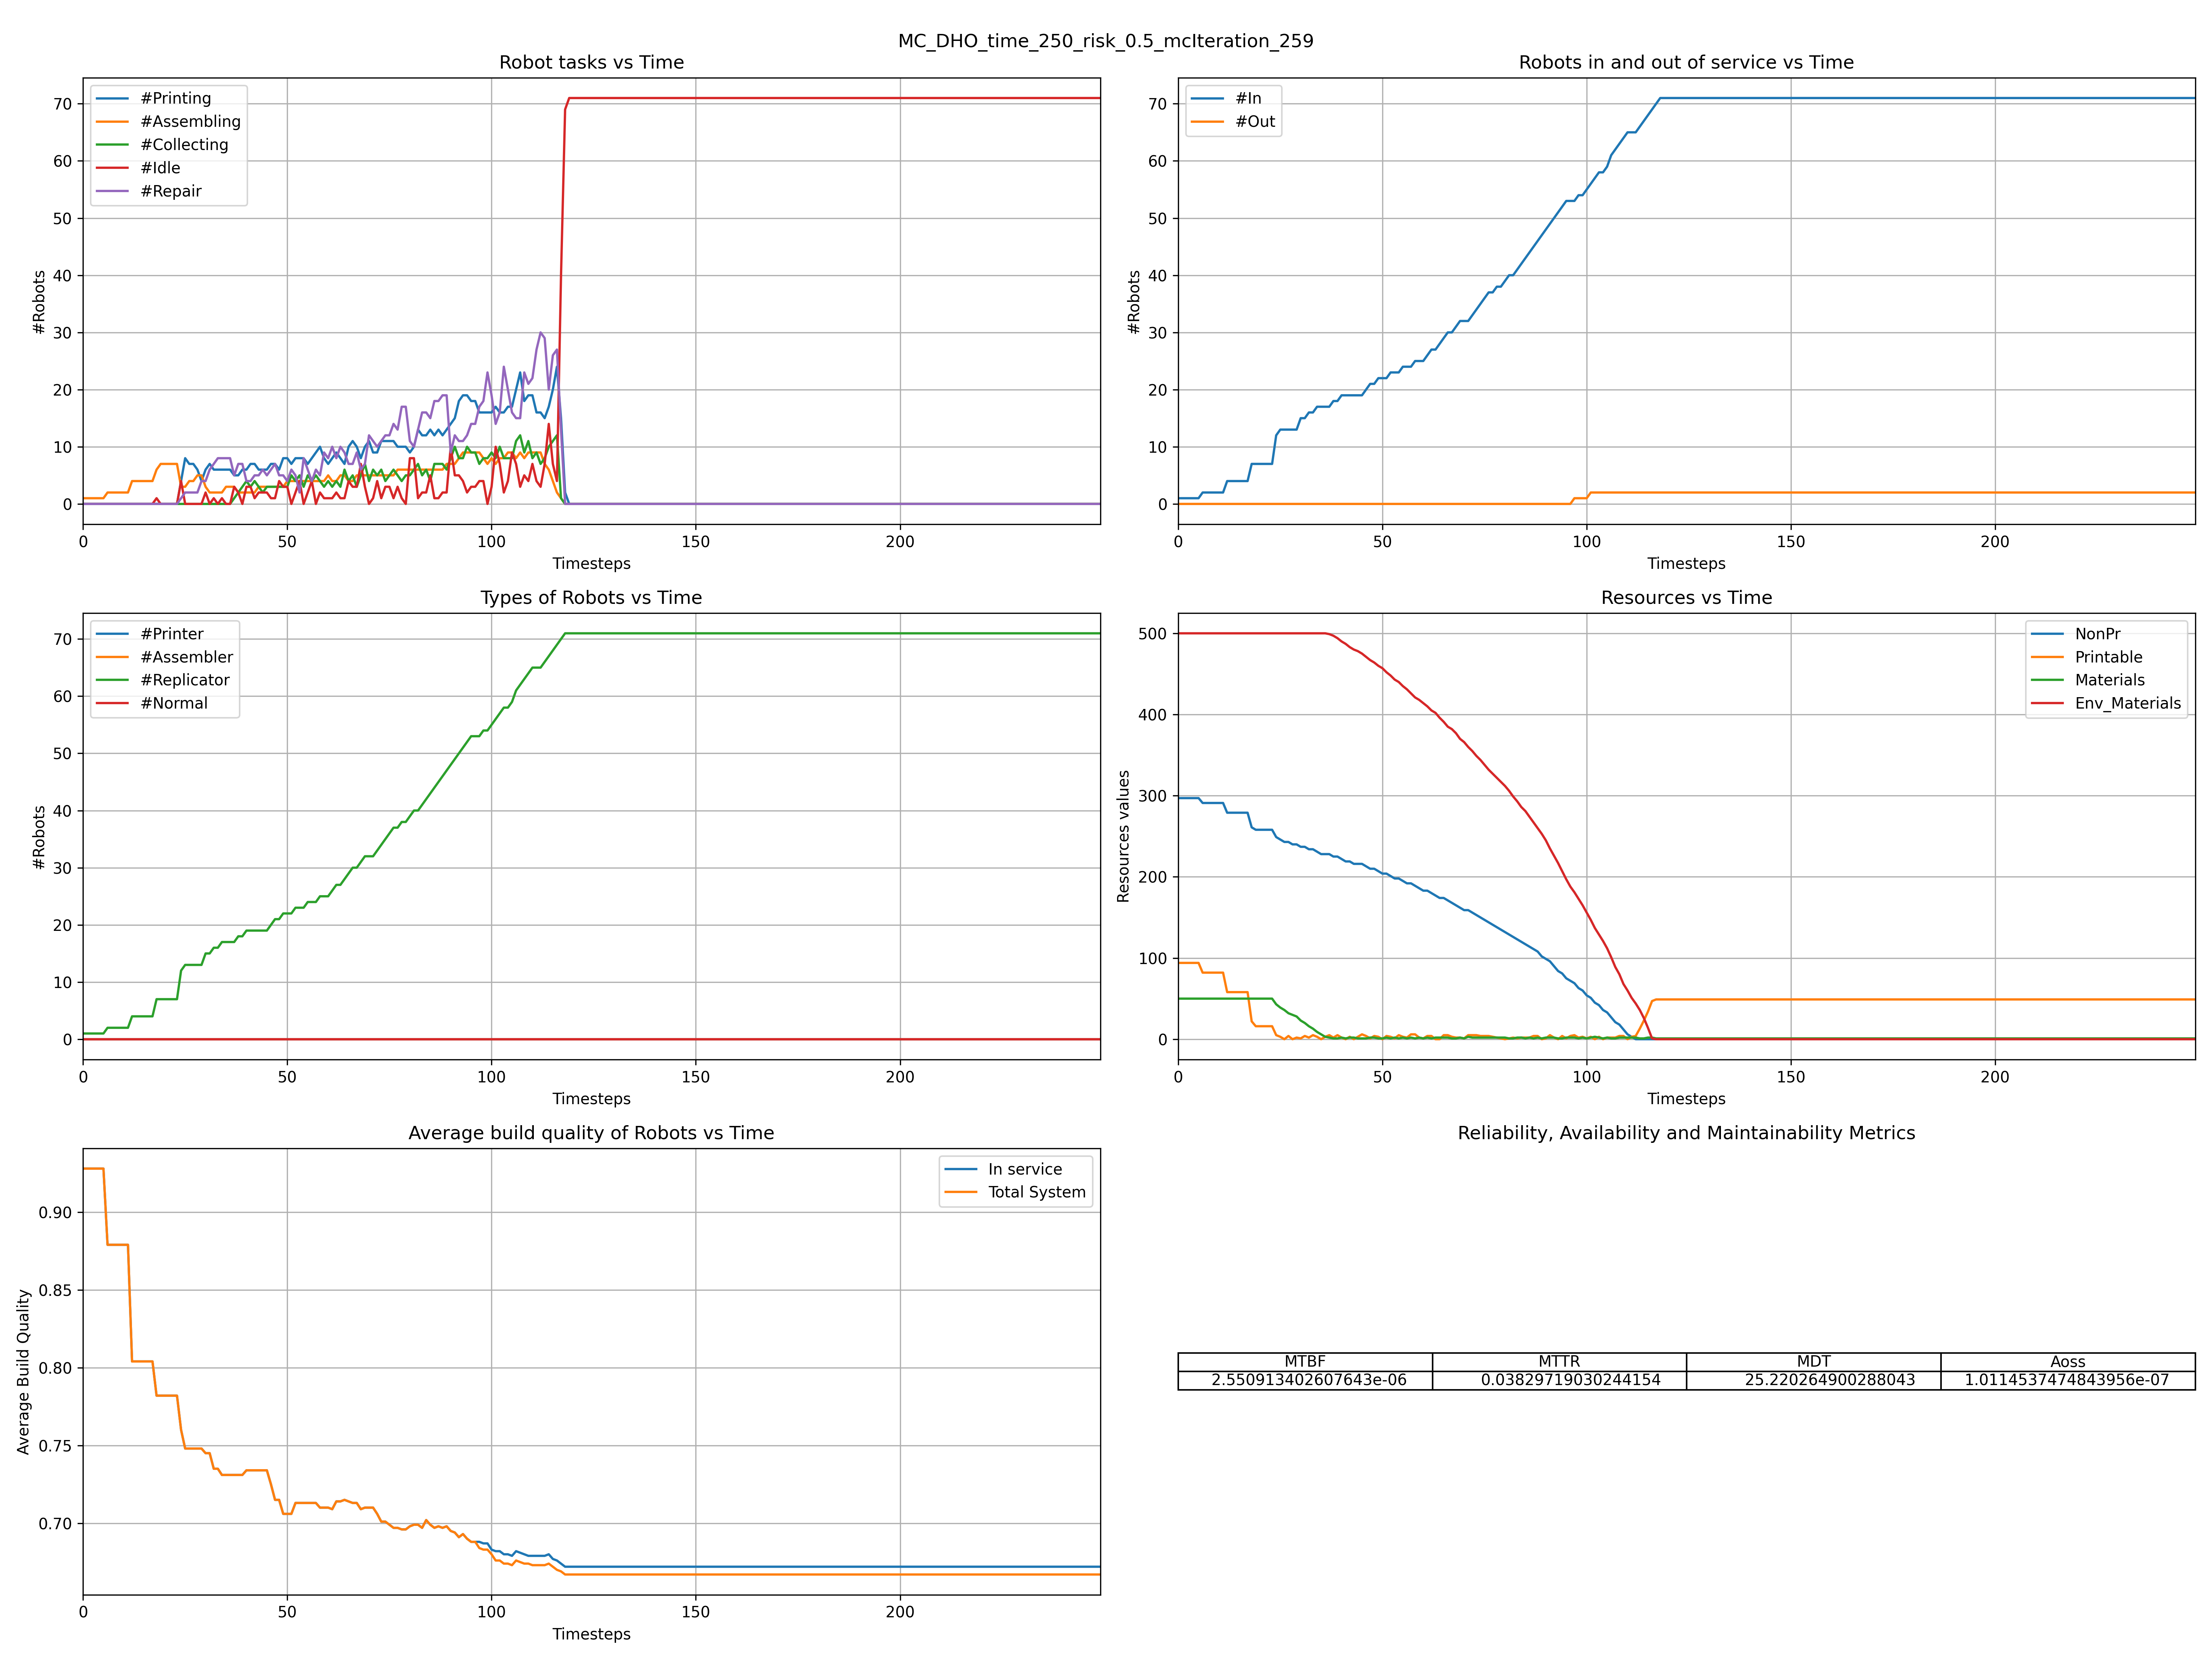 MC_DHO_time_250_risk_0.5_mcIteration_259
Robot tasks vs Time
#Printing
#Assembling
#Collecting
#Idle
#Repair
70
60
50
40
30
20
10
0
#Robots
0 50 100 150 200
Timesteps
Robots in and out of service vs Time
#In
#Out
70
60
50
40
30
20
10
0
#Robots
0 50 100 150 200
Timesteps
Types of Robots vs Time
#Printer
#Assembler
#Replicator
#Normal
70
60
50
40
30
20
10
0
#Robots
0 50 100 150 200
Timesteps
Resources vs Time
NonPr
Printable
Materials
Env_Materials
500
400
300
200
100
0
Resources values
0 50 100 150 200
Timesteps
Average build quality of Robots vs Time
In service
Total System
0.90
0.85
0.80
0.75
0.70
Average Build Quality
0 50 100 150 200
Timesteps
Reliability, Availability and Maintainability Metrics
MTBF MTTR MDT Aoss
2.550913402607643e-06 0.03829719030244154 25.220264900288043 1.0114537474843956e-07